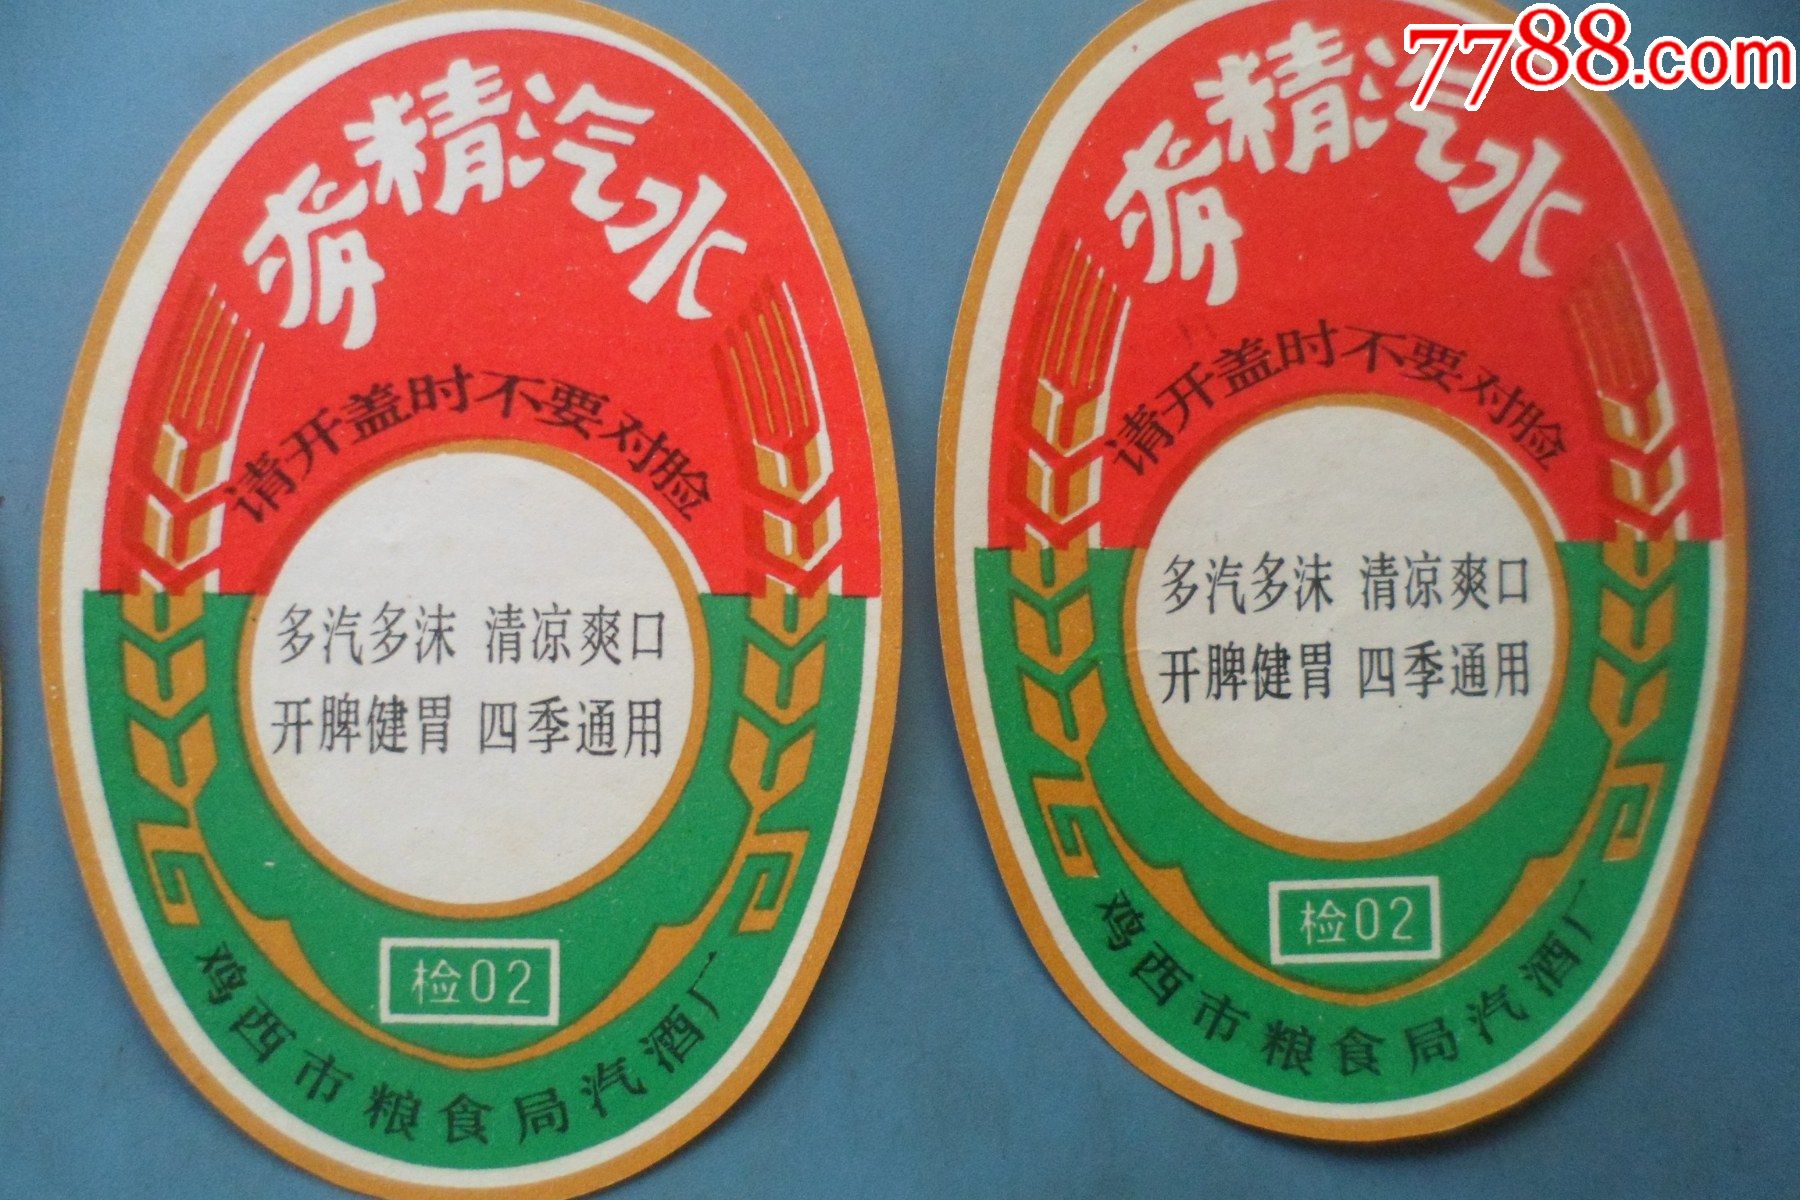 香精汽水
请开盖时不要对脸
多汽多沫 清凉爽口
开脾健胃 四季通用
检02
鸡西市粮食局汽酒厂
香精汽水
请开盖时不要对脸
多汽多沫 清凉爽口
开脾健胃 四季通用
检02
鸡西市粮食局汽酒厂
7788.com